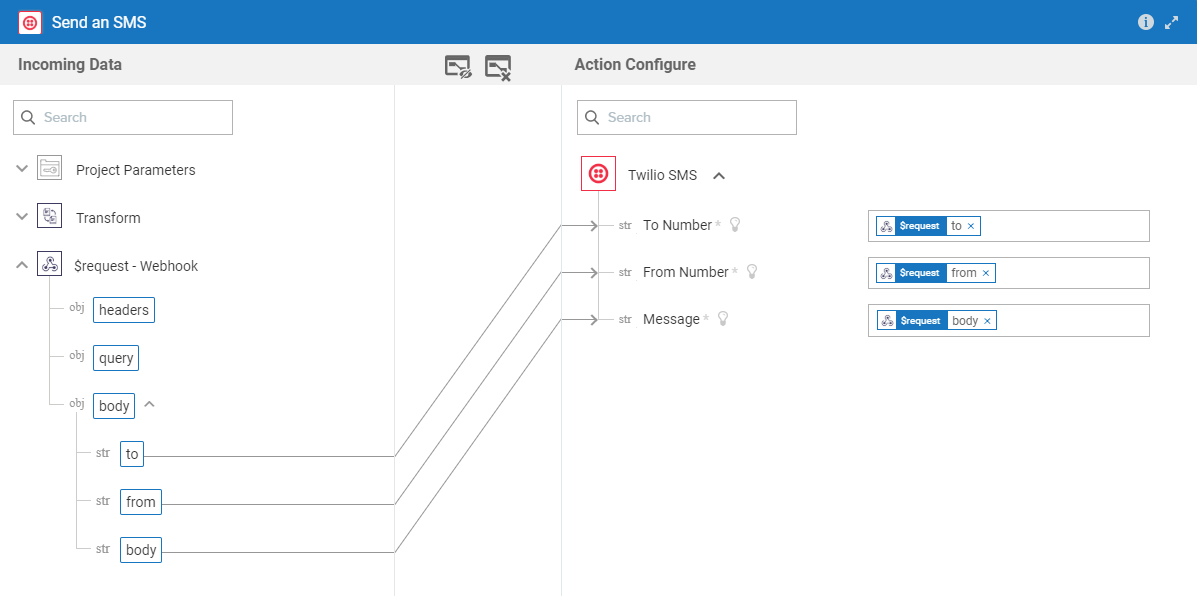 Send an SMS
i
Incoming Data
Action Configure
Search
Search
Project Parameters
Twilio SMS
Transform
str To Number * $request to ×
$request - Webhook
str From Number * $request from ×
obj headers
str Message * $request body ×
obj query
obj body
str to
str from
str body